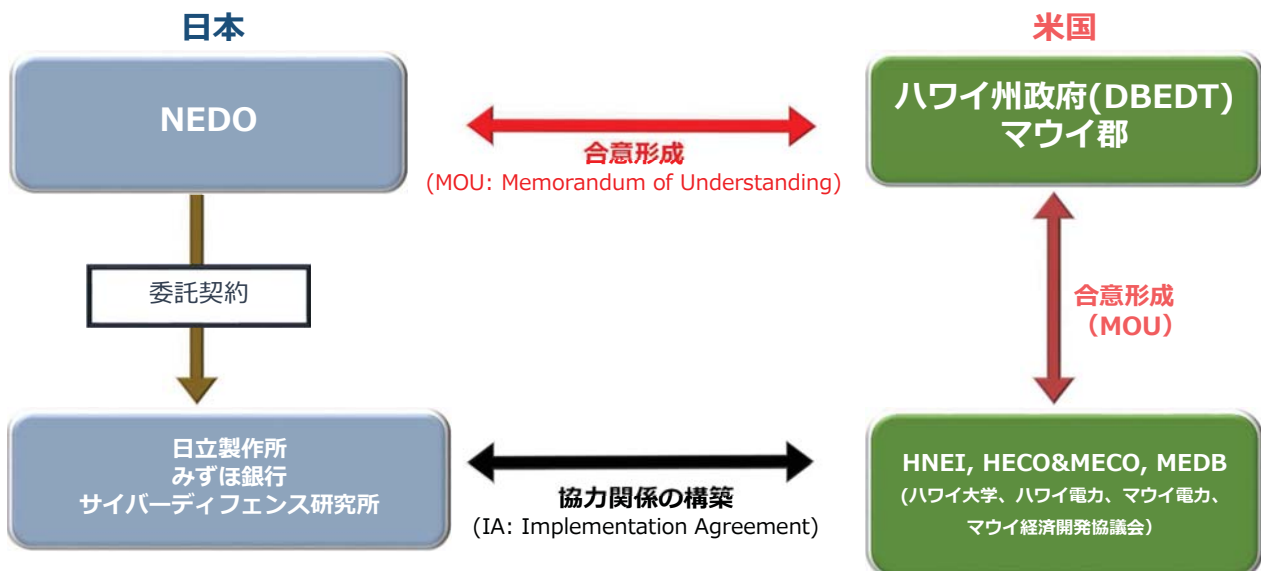 日本
米国
NEDO
ハワイ州政府(DBEDT)
マウイ郡
合意形成
(MOU: Memorandum of Understanding)
委託契約
合意形成
（MOU）
日立製作所
みずほ銀行
サイバーディフェンス研究所
協力関係の構築
(IA: Implementation Agreement)
HNEI, HECO&MECO, MEDB
(ハワイ大学、ハワイ電力、マウイ電力、
マウイ経済開発協議会）